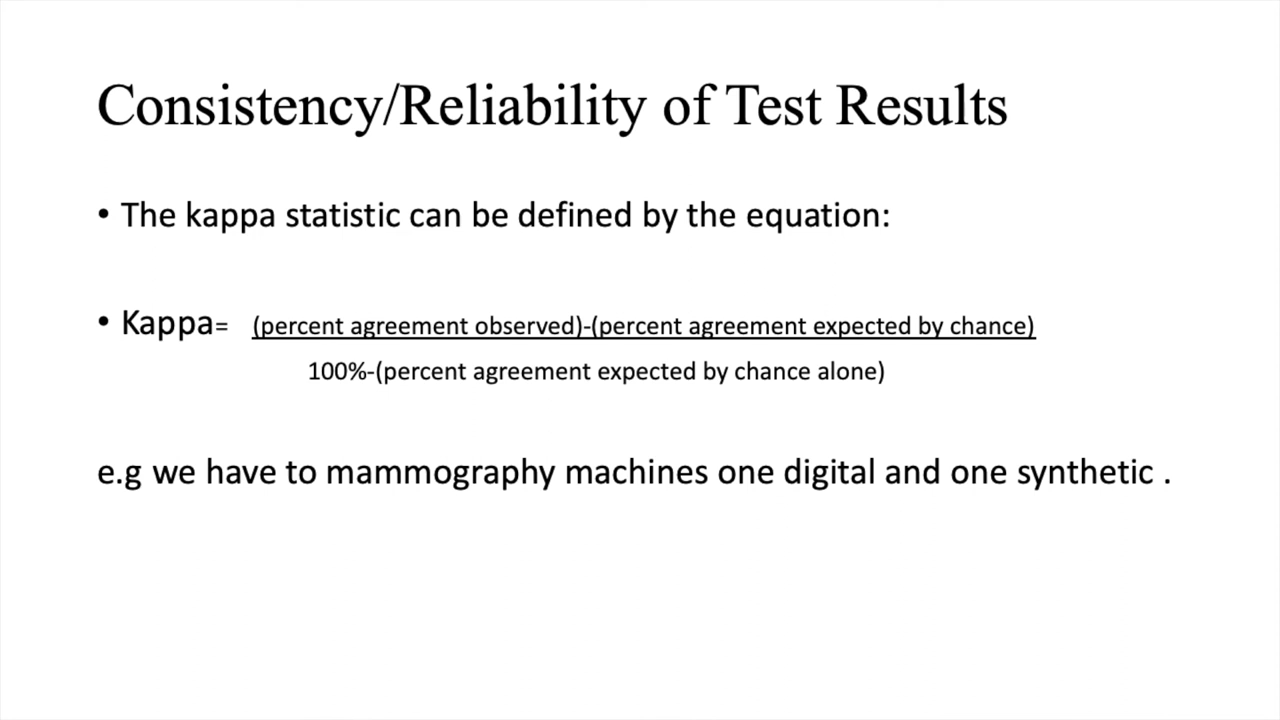 Consistency/Reliability of Test Results
• The kappa statistic can be defined by the equation:
• Kappa= (percent agreement observed)-(percent agreement expected by chance)
100%-(percent agreement expected by chance alone)
e.g we have to mammography machines one digital and one synthetic .